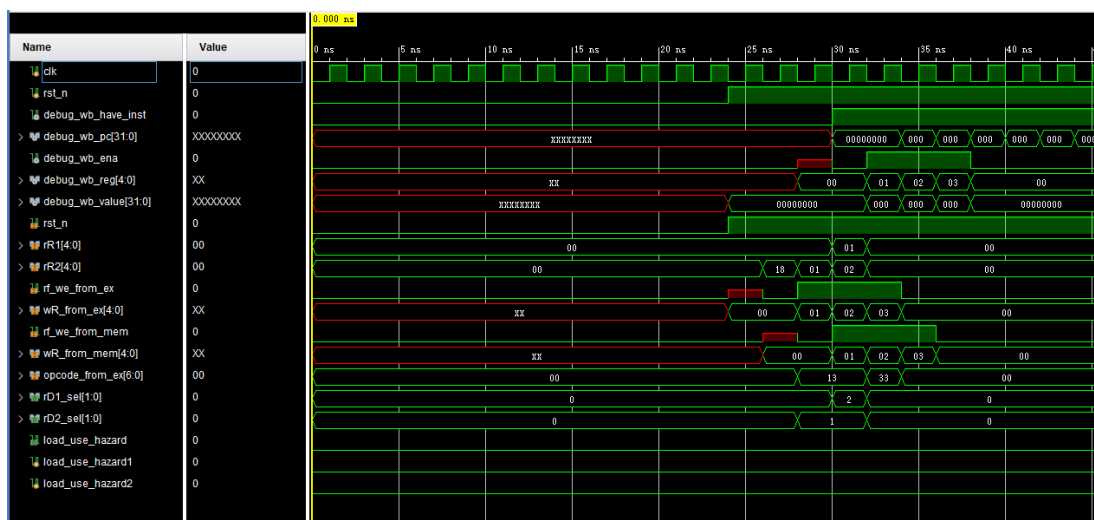 0.000 ns
Name Value 0 ns 5 ns 10 ns 15 ns 20 ns 25 ns 30 ns 35 ns 40 ns
clk 0
rst_n 0
debug_wb_have_inst 0
debug_wb_pc[31:0] XXXXXXXX XXXXXXXX 00000000 000 000 000 000 000 000
debug_wb_ena 0
debug_wb_reg[4:0] XX XX 00 01 02 03 00
debug_wb_value[31:0] XXXXXXXX XXXXXXXX 00000000 000 000 000 00000000
rst_n 0
rR1[4:0] 00 00 01 00
rR2[4:0] 00 00 18 01 02 00
rf_we_from_ex 0
wR_from_ex[4:0] XX XX 00 01 02 03 00
rf_we_from_mem 0
wR_from_mem[4:0] XX XX 00 01 02 03 00
opcode_from_ex[6:0] 00 00 13 33 00
rD1_sel[1:0] 0 0 2 0
rD2_sel[1:0] 0 0 1 0
load_use_hazard 0
load_use_hazard1 0
load_use_hazard2 0